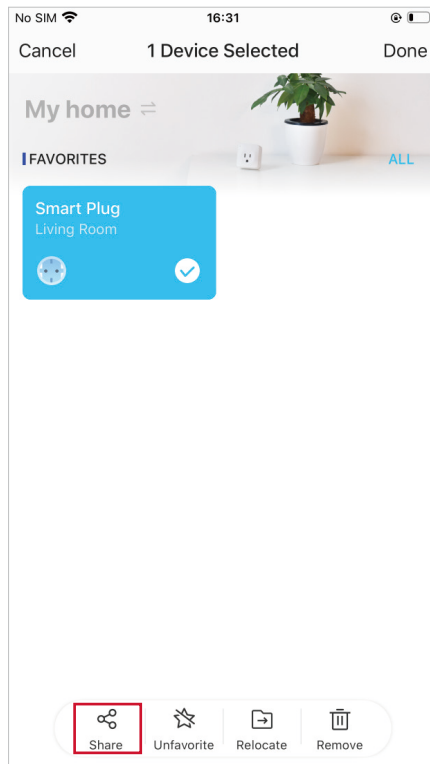 No SIM 16:31
Cancel 1 Device Selected Done
My home
FAVORITES ALL
Smart Plug
Living Room
Share Unfavorite Relocate Remove